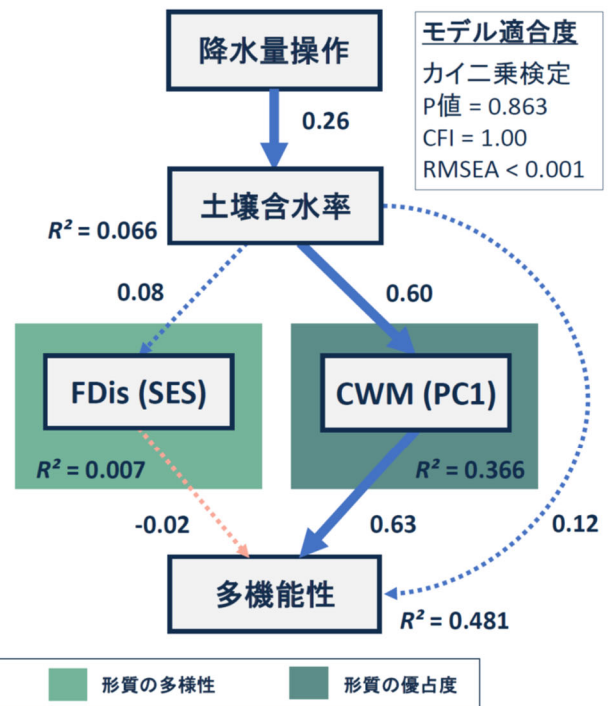 降水量操作
モデル適合度
カイ二乗検定
P値 = 0.863
CFI = 1.00
RMSEA < 0.001
0.26
土壌含水率
R² = 0.066
0.08
0.60
FDis (SES)
CWM (PC1)
R² = 0.007
R² = 0.366
-0.02
0.63
0.12
多機能性
R² = 0.481
形質の多様性
形質の優占度